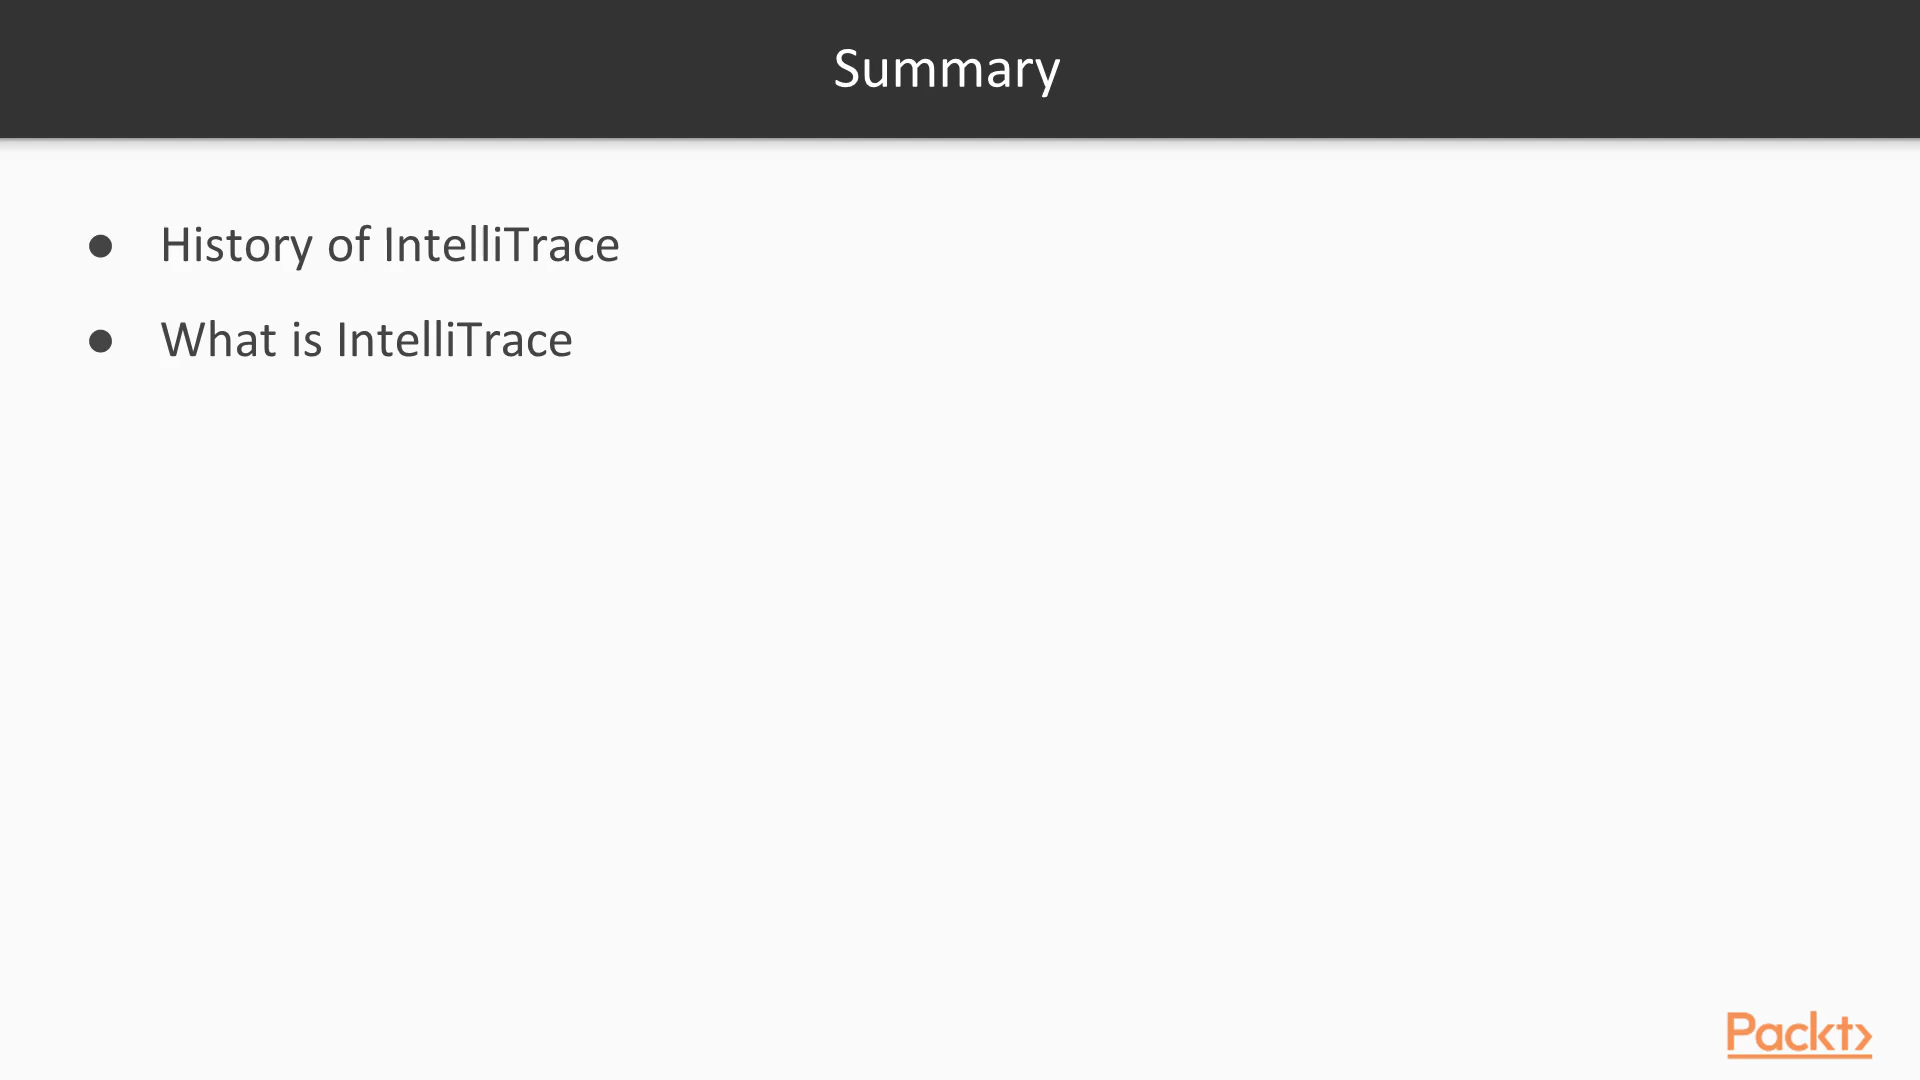 Summary
● History of IntelliTrace
● What is IntelliTrace
Packt>